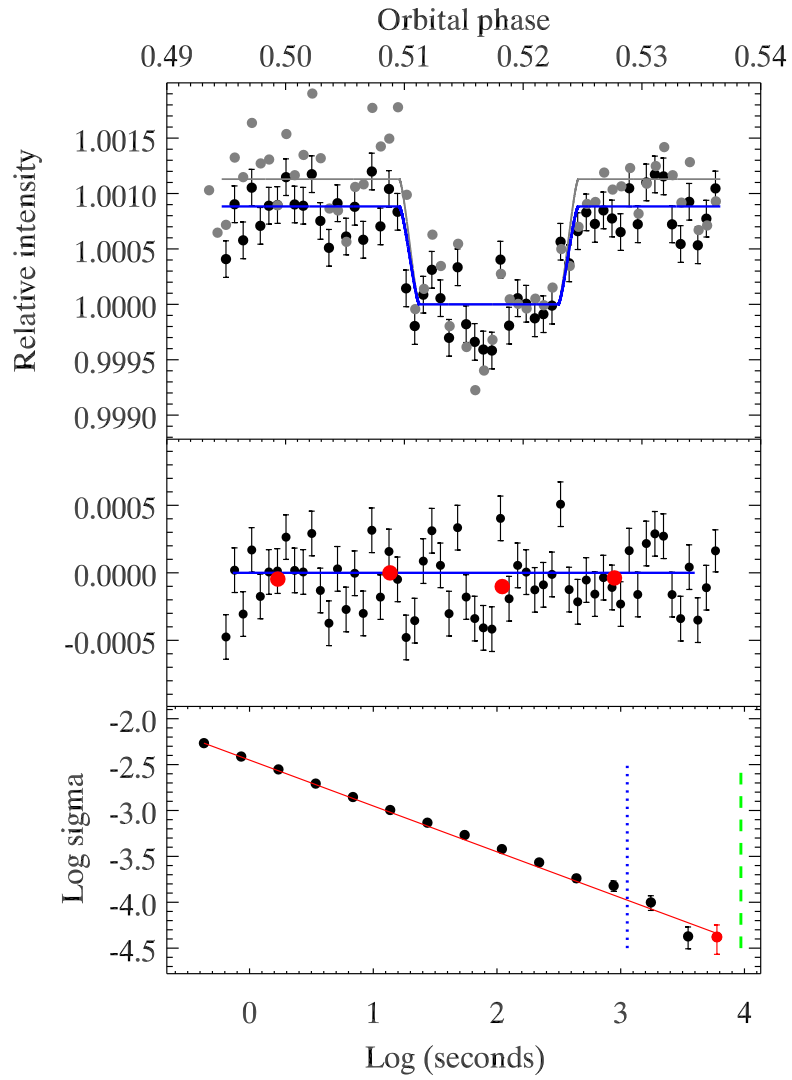 Orbital phase
0.49 0.50 0.51 0.52 0.53 0.54
Relative intensity
1.0015
1.0010
1.0005
1.0000
0.9995
0.9990
0.0005
0.0000
-0.0005
Log sigma
-2.0
-2.5
-3.0
-3.5
-4.0
-4.5
0 1 2 3 4
Log (seconds)